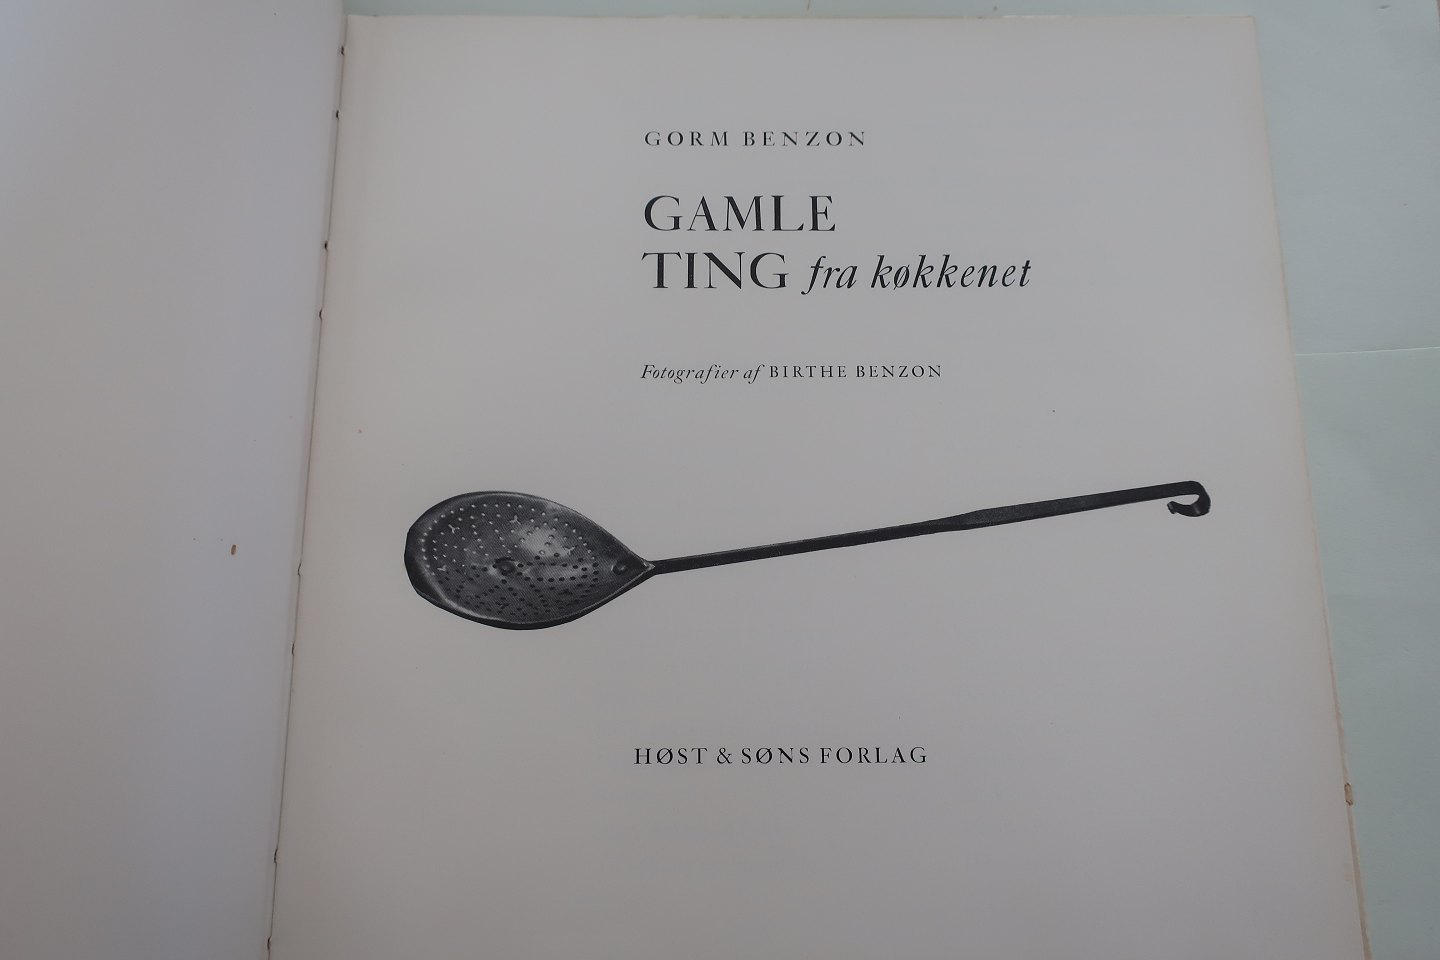 GORM BENZON
GAMLE
TING fra køkkenet
Fotografier af BIRTHE BENZON
HØST & SØNS FORLAG